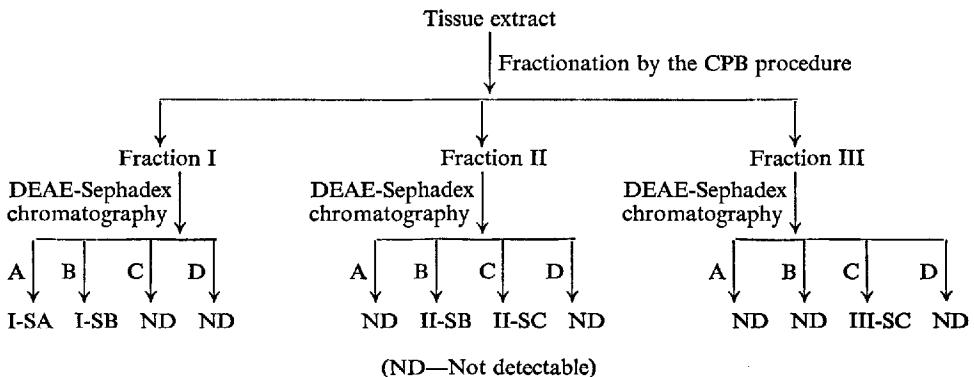 Tissue extract
Fractionation by the CPB procedure
Fraction I Fraction II Fraction III
DEAE-Sephadex DEAE-Sephadex DEAE-Sephadex
chromatography chromatography chromatography
A B C D A B C D A B C D
I-SA I-SB ND ND ND II-SB II-SC ND ND ND III-SC ND
(ND—Not detectable)